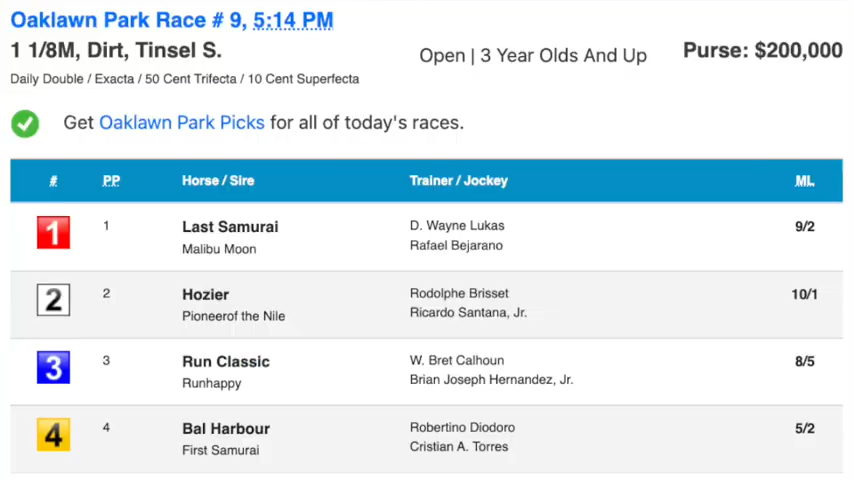 Oaklawn Park Race # 9, 5:14 PM
1 1/8M, Dirt, Tinsel S.
Open | 3 Year Olds And Up
Purse: $200,000
Daily Double / Exacta / 50 Cent Trifecta / 10 Cent Superfecta
Get Oaklawn Park Picks for all of today's races.
# PP Horse / Sire Trainer / Jockey ML
1 1 Last Samurai D. Wayne Lukas 9/2
Malibu Moon Rafael Bejarano
2 2 Hozier Rodolphe Brisset 10/1
Pioneerof the Nile Ricardo Santana, Jr.
3 3 Run Classic W. Bret Calhoun 8/5
Runhappy Brian Joseph Hernandez, Jr.
4 4 Bal Harbour Robertino Diodoro 5/2
First Samurai Cristian A. Torres